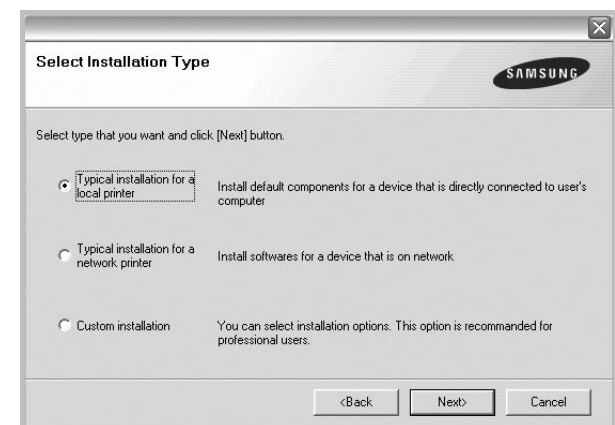 Select Installation Type
SAMSUNG
Select type that you want and click [Next] button.
Typical installation for a
local printer
Install default components for a device that is directly connected to user's
computer
Typical installation for a
network printer
Install softwares for a device that is on network
Custom installation
You can select installation options. This option is recommanded for
professional users.
<Back
Next>
Cancel